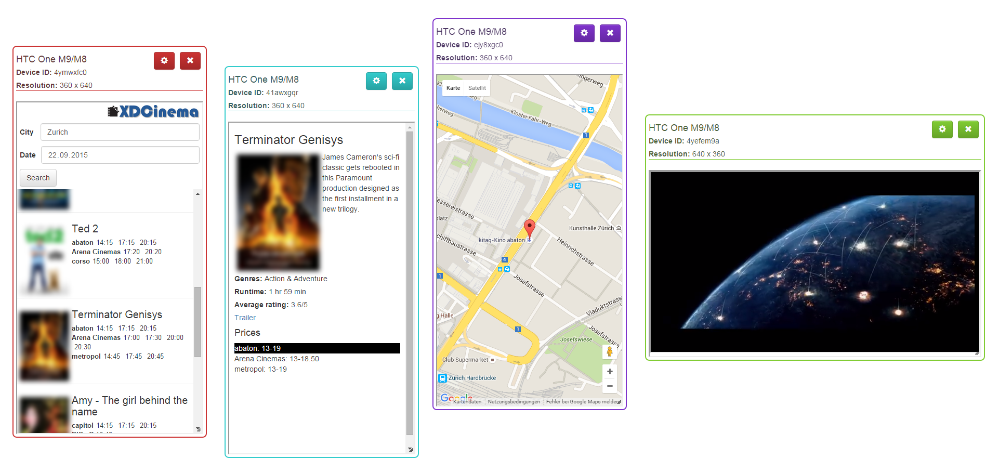 HTC One M9/M8
Device ID: 4ymwxfc0
Resolution: 360 x 640
XDCinema
City Zurich
Date 22.09.2015
Search
Ted 2
abaton 14:15 17:15 20:15
Arena Cinemas 17:20 20:20
corso 15:00 18:00 21:00
Terminator Genisys
abaton 14:15 17:15 20:15
Arena Cinemas 17:00 17:30 20:00
20:30
metropol 14:45 17:45 20:45
Amy - The girl behind the
name
capitol 14:15 17:15 20:15
HTC One M9/M8
Device ID: 41awxgqr
Resolution: 360 x 640
Terminator Genisys
James Cameron's sci-fi
classic gets rebooted in
this Paramount
production designed as
the first installment in a
new trilogy.
Genres: Action & Adventure
Runtime: 1 hr 59 min
Average rating: 3.6/5
Trailer
Prices
abaton: 13-19
Arena Cinemas: 13-18.50
metropol: 13-19
HTC One M9/M8
Device ID: ejy8xgc0
Resolution: 360 x 640
Karte Satellit
ngerweg
herweg
Kloster-Fahr-Weg
1
essereistrasse
platz
Kunsthalle Zürich
kitag-Kino abaton
chiffbaustrasse
Heinrichstrasse
4
1
Josefstrasse
Viaduktstrasse
g Halle
1
Josefstrasse
Josefswiese
Club Supermarket
Zürich Hardbrücke
Google
Kartendaten Nutzungsbedingungen Fehler bei Google Maps melden
HTC One M9/M8
Device ID: 4yefem9a
Resolution: 640 x 360